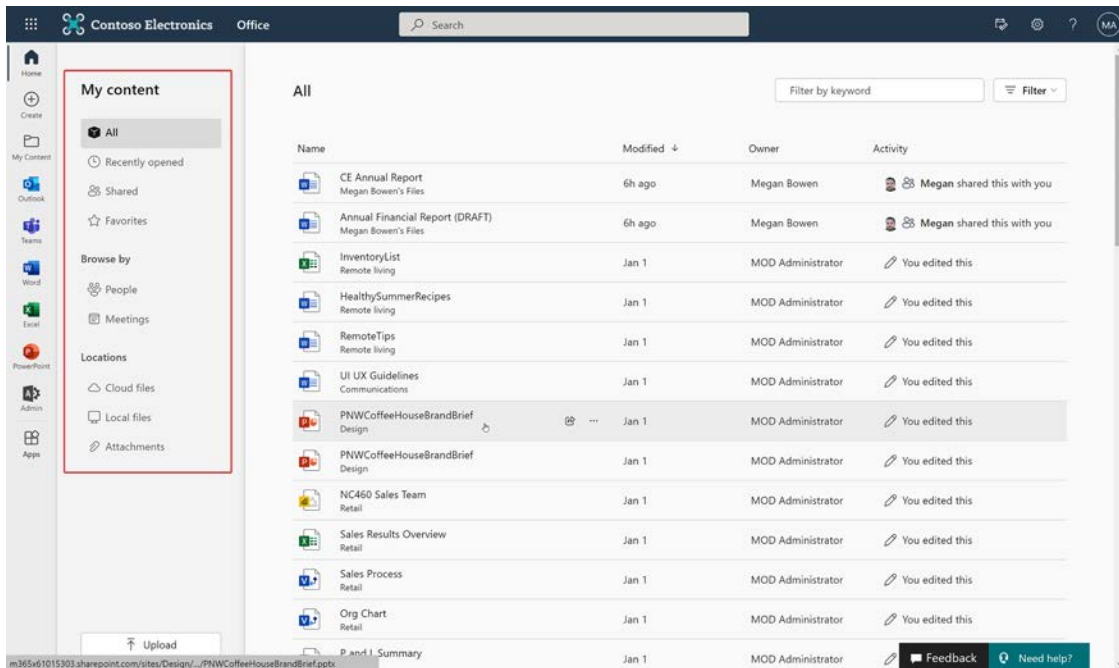 Contoso Electronics Office Search MA
Home
Create
My Content
Outlook
Teams
Word
Excel
PowerPoint
Admin
Apps
My content
All
Recently opened
Shared
Favorites
Browse by
People
Meetings
Locations
Cloud files
Local files
Attachments
Upload
All Filter by keyword Filter
Name Modified Owner Activity
CE Annual Report 6h ago Megan Bowen Megan shared this with you
Megan Bowen's Files
Annual Financial Report (DRAFT) 6h ago Megan Bowen Megan shared this with you
Megan Bowen's Files
InventoryList Jan 1 MOD Administrator You edited this
Remote living
HealthySummerRecipes Jan 1 MOD Administrator You edited this
Remote living
RemoteTips Jan 1 MOD Administrator You edited this
Remote living
UI UX Guidelines Jan 1 MOD Administrator You edited this
Communications
PNWCoffeeHouseBrandBrief Jan 1 MOD Administrator You edited this
Design
PNWCoffeeHouseBrandBrief Jan 1 MOD Administrator You edited this
Design
NC460 Sales Team Jan 1 MOD Administrator You edited this
Retail
Sales Results Overview Jan 1 MOD Administrator You edited this
Retail
Sales Process Jan 1 MOD Administrator You edited this
Retail
Org Chart Jan 1 MOD Administrator You edited this
Retail
P and L Summary Jan 1 MOD Administrator
Feedback Need help?
m365x61015303.sharepoint.com/sites/Design/.../PNWCoffeeHouseBrandBrief.pptx